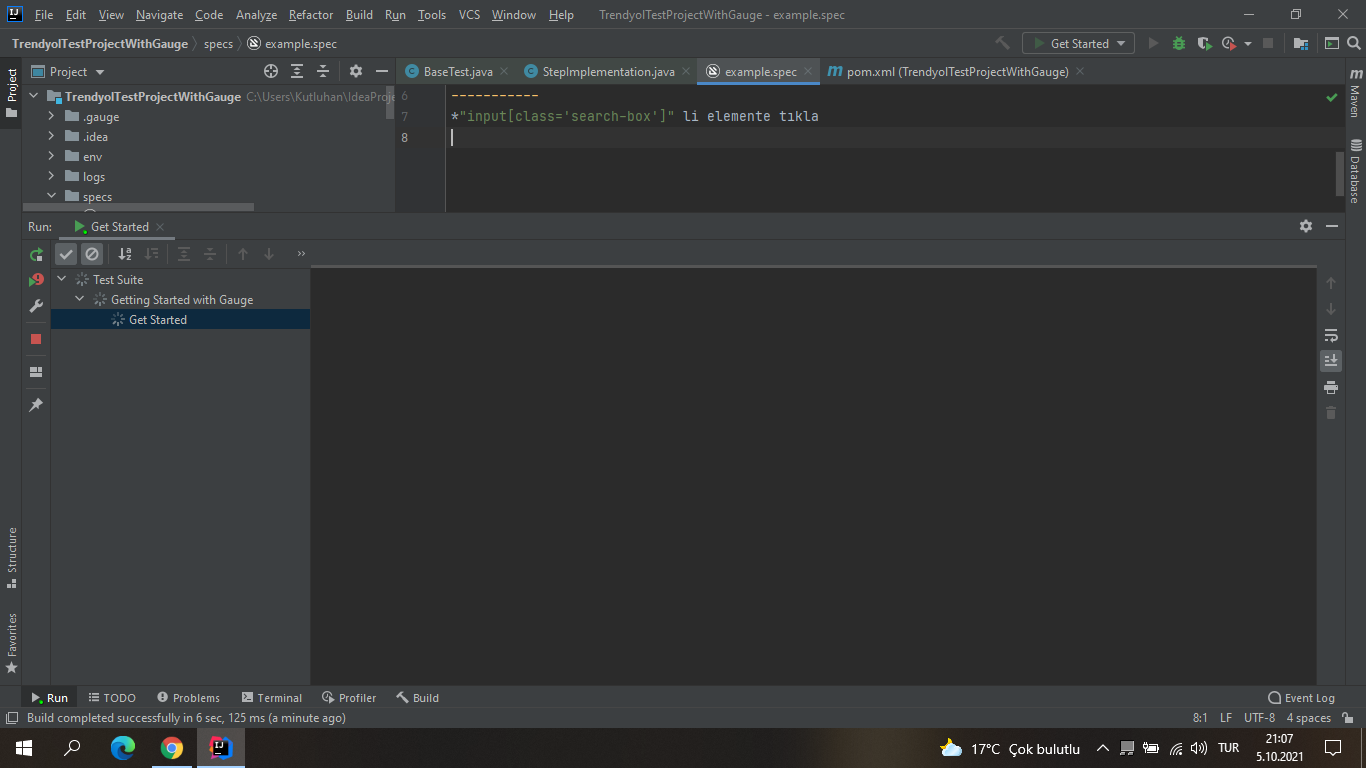 File Edit View Navigate Code Analyze Refactor Build Run Tools VCS Window Help TrendyolTestProjectWithGauge - example.spec
TrendyolTestProjectWithGauge specs example.spec Get Started
Project Project BaseTest.java StepImplementation.java example.spec pom.xml (TrendyolTestProjectWithGauge) Maven
TrendyolTestProjectWithGauge C:\Users\Kutluhan\IdeaProje 6 -----------
.gauge 7 *"input[class='search-box']" li elemente tıkla
.idea 8
env
logs
specs
Database
Run: Get Started
Test Suite
Getting Started with Gauge
Get Started
Structure
Favorites
Run TODO Problems Terminal Profiler Build Event Log
Build completed successfully in 6 sec, 125 ms (a minute ago) 8:1 LF UTF-8 4 spaces
17°C Çok bulutlu TUR 21:07
5.10.2021